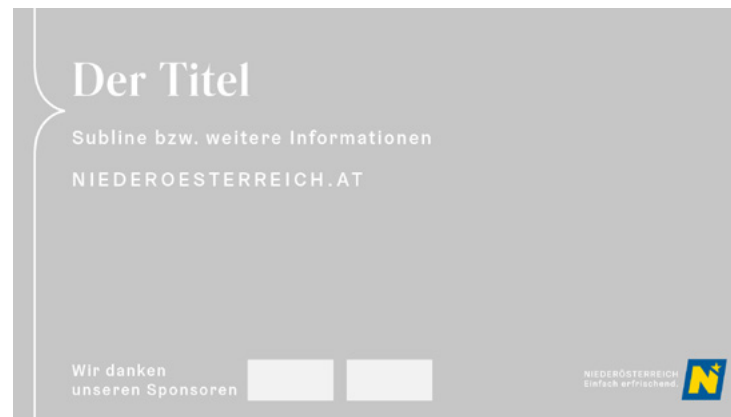 Der Titel
Subline bzw. weitere Informationen
NIEDEROESTERREICH.AT
Wir danken
unseren Sponsoren
NIEDERÖSTERREICH
Einfach erfrischend.
N